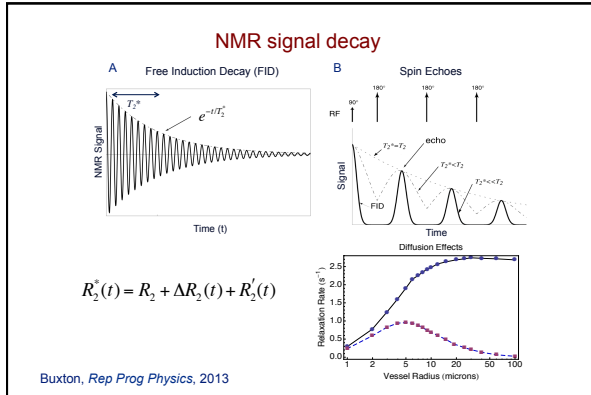 NMR signal decay
A
Free Induction Decay (FID)
T₂*
e^{-t/T₂*}
NMR Signal
Time (t)
B
Spin Echoes
180° 180° 180°
90°
RF
echo
T₂*=T₂
T₂*<T₂
T₂*<<T₂
Signal
FID
Time
R₂*(t) = R₂ + ΔR₂(t) + R₂′(t)
Diffusion Effects
Relaxation Rate (s⁻¹)
2.5
2.0
1.5
1.0
0.5
0.0
1 2 5 10 20 50 100
Vessel Radius (microns)
Buxton, Rep Prog Physics, 2013